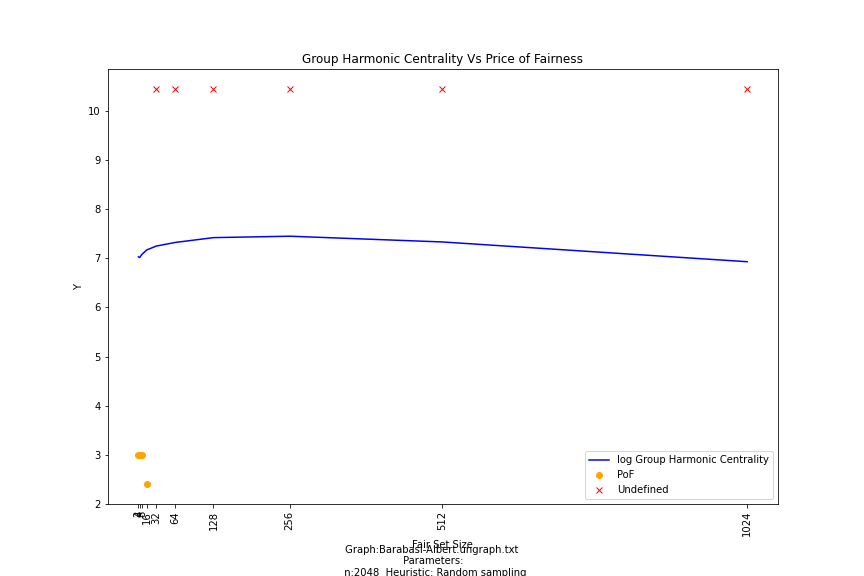 Group Harmonic Centrality Vs Price of Fairness
10
9
8
7
6
5
4
3
2
Y
log Group Harmonic Centrality
PoF
Undefined
16
32
64
128
256
512
1024
Fair Set Size
Graph:Barabasi-Albert.ungraph.txt
Parameters:
n:2048 Heuristic: Random sampling